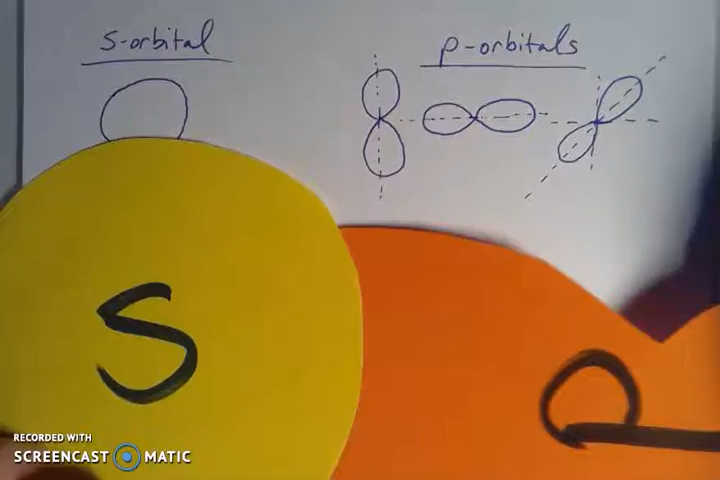 s-orbital
p-orbitals
S
P
RECORDED WITH
SCREENCAST MATIC